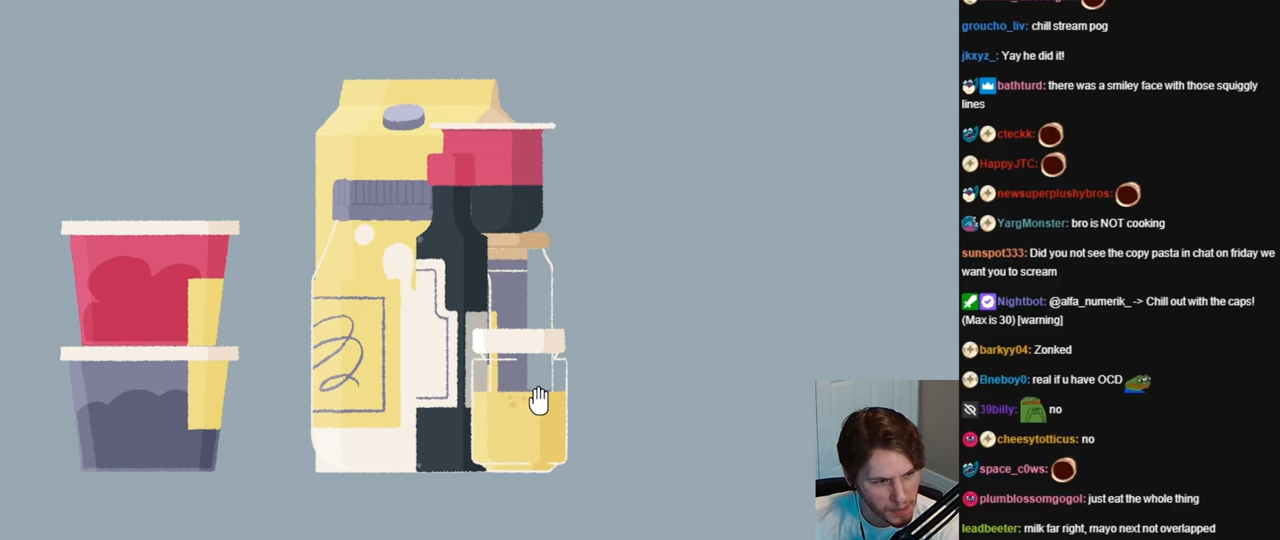 groucho_liv: chill stream pog
jkxyz_: Yay he did it!
bathturd: there was a smiley face with those squiggly
lines
cteckk:
HappyJTC:
newsuperplushybros:
YargMonster: bro is NOT cooking
sunspot333: Did you not see the copy pasta in chat on friday we
want you to scream
Nightbot: @alfa_numerik_ -> Chill out with the caps!
(Max is 30) [warning]
barkyy04: Zonked
Bneboy0: real if u have OCD
39billy: no
cheesytotticus: no
space_c0ws:
plumblossomgogol: just eat the whole thing
leadbeeter: milk far right, mayo next not overlapped